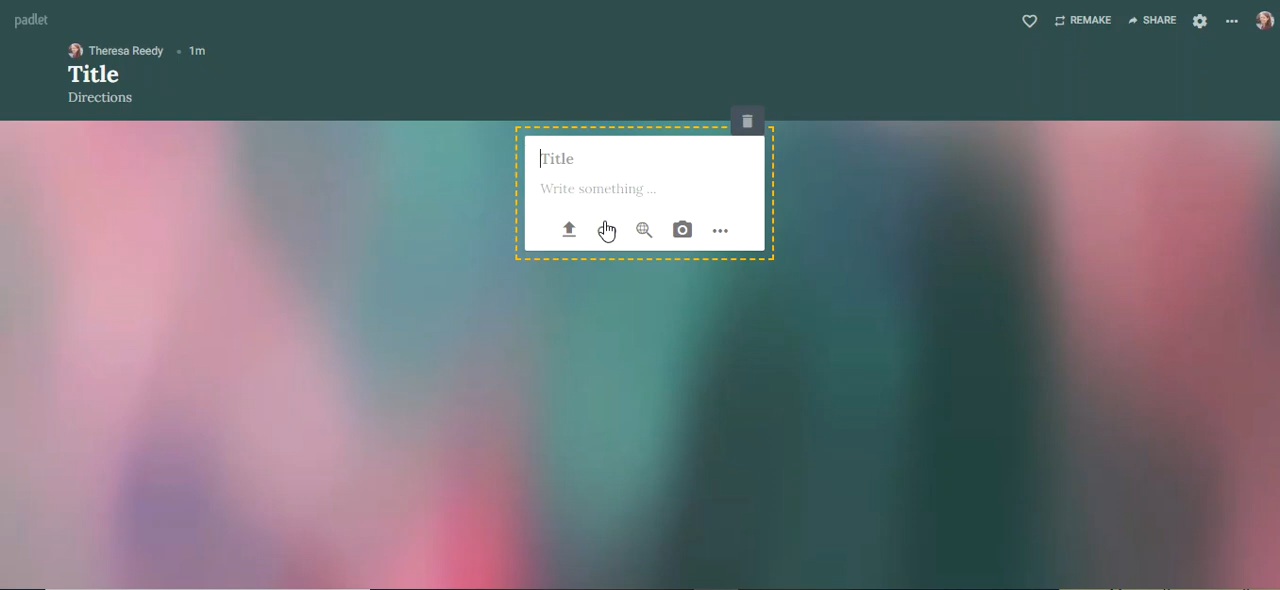 padlet
REMAKE
SHARE
Theresa Reedy • 1m
Title
Directions
Title
Write something ...